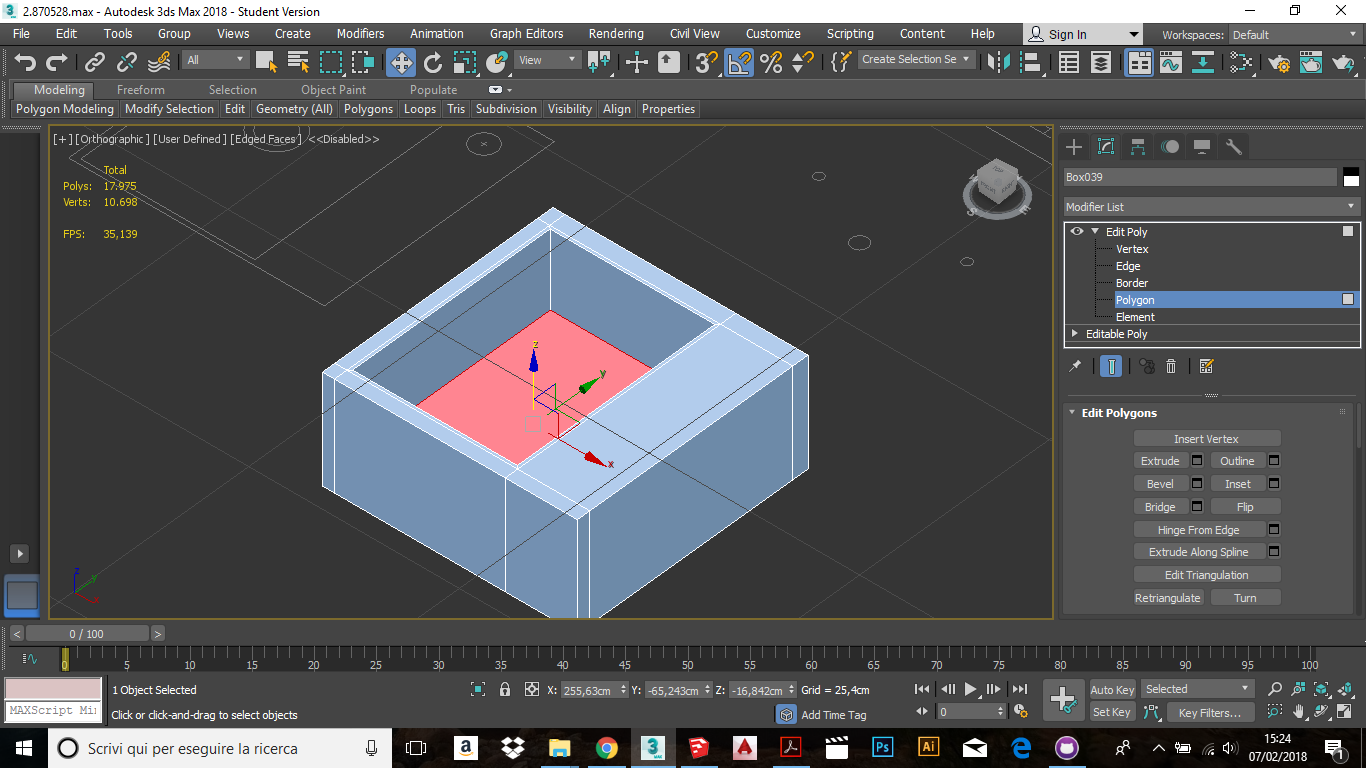 2.870528.max - Autodesk 3ds Max 2018 - Student Version
File Edit Tools Group Views Create Modifiers Animation Graph Editors Rendering Civil View Customize Scripting Content Help Sign In Workspaces: Default
All View 3 Create Selection Se
Modeling Freeform Selection Object Paint Populate
Polygon Modeling Modify Selection Edit Geometry (All) Polygons Loops Tris Subdivision Visibility Align Properties
[+] [Orthographic ] [User Defined ] [Edged Faces ] <<Disabled>>
Total
Polys: 17.975
Verts: 10.698
FPS: 35,139
TOP
S E
z
y
x
z
y
Box039
Modifier List
Edit Poly
Vertex
Edge
Border
Polygon
Element
Editable Poly
Edit Polygons
Insert Vertex
Extrude Outline
Bevel Inset
Bridge Flip
Hinge From Edge
Extrude Along Spline
Edit Triangulation
Retriangulate Turn
< 0 / 100 >
0 5 10 15 20 25 30 35 40 45 50 55 60 65 70 75 80 85 90 95 100
1 Object Selected X: 255,63cm Y: -65,243cm Z: -16,842cm Grid = 25,4cm Auto Key Selected
MAXScript Mi
Click or click-and-drag to select objects Add Time Tag 0 Set Key Key Filters...
Scrivi qui per eseguire la ricerca
a 3 MAX A Ps Ai e
15:24
07/02/2018
1